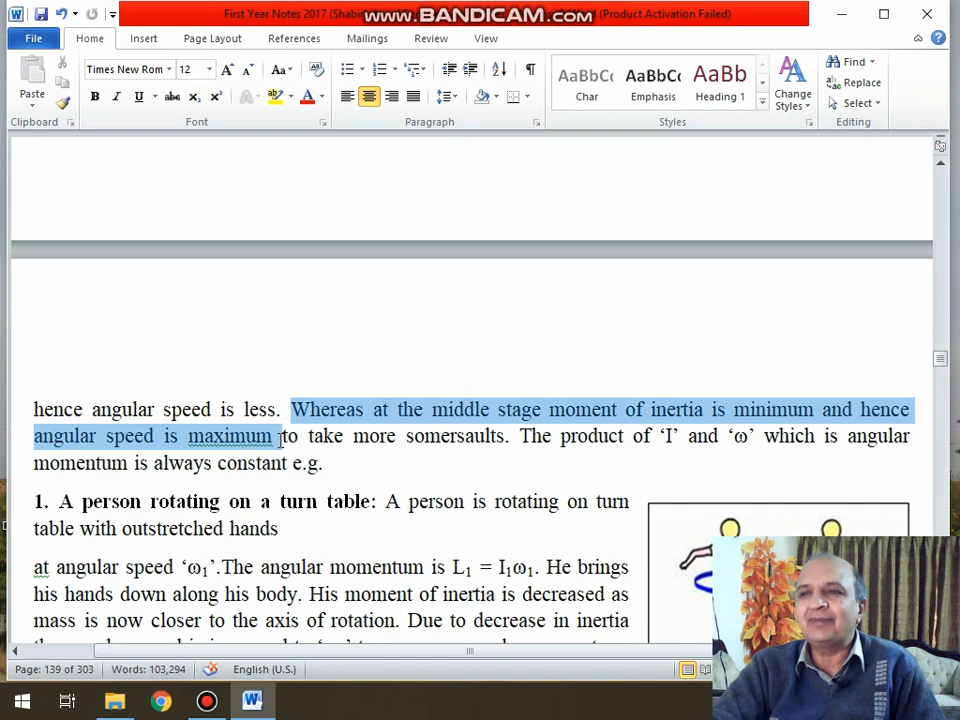 First Year Notes 2017 (Shabi
www.BANDICAM.com
(Product Activation Failed)
File
Home
Insert
Page Layout
References
Mailings
Review
View
Paste
Clipboard
Times New Rom
12
Aa
B I U abc x₂ x²
Font
Paragraph
AaBbCc
Char
AaBbCc
Emphasis
AaBb
Heading 1
Change
Styles
Styles
Find
Replace
Select
Editing
hence angular speed is less. Whereas at the middle stage moment of inertia is minimum and hence
angular speed is maximum to take more somersaults. The product of ‘I’ and ‘ω’ which is angular
momentum is always constant e.g.
1. A person rotating on a turn table: A person is rotating on turn
table with outstretched hands
at angular speed ‘ω₁’.The angular momentum is L₁ = I₁ω₁. He brings
his hands down along his body. His moment of inertia is decreased as
mass is now closer to the axis of rotation. Due to decrease in inertia
Page: 139 of 303
Words: 103,294
English (U.S.)